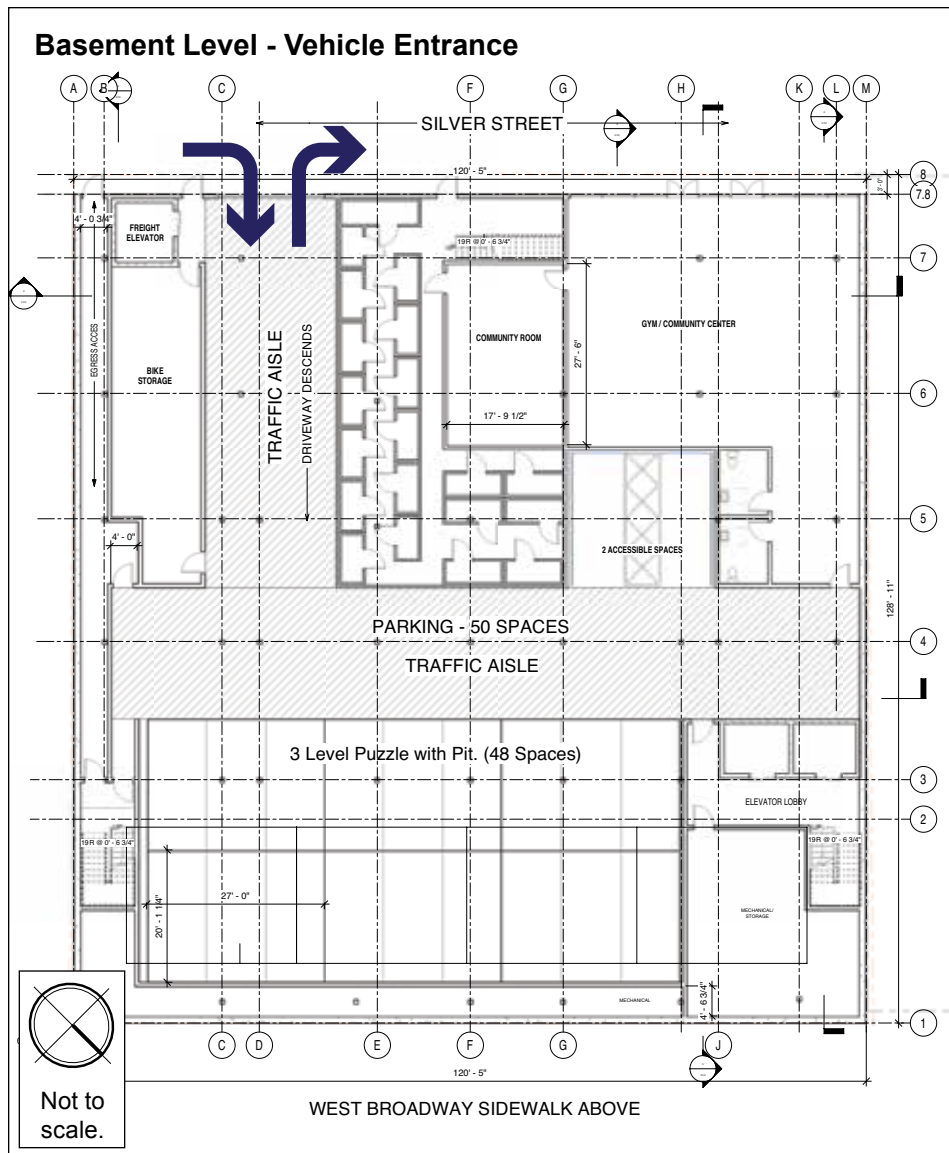 Basement Level - Vehicle Entrance
A
B
C
F
G
H
K
L
M
SILVER STREET
120' - 5"
8
3' - 0"
7.8
4' - 0 3/4"
FREIGHT
ELEVATOR
19R @ 0' - 6 3/4"
7
EGRESS ACCES
BIKE
STORAGE
TRAFFIC AISLE
DRIVEWAY DESCENDS
COMMUNITY ROOM
27' - 6"
GYM / COMMUNITY CENTER
6
17' - 9 1/2"
5
4' - 0"
2 ACCESSIBLE SPACES
128' - 11"
PARKING - 50 SPACES
4
TRAFFIC AISLE
3 Level Puzzle with Pit. (48 Spaces)
3
ELEVATOR LOBBY
2
19R @ 0' - 6 3/4"
19R @ 0' - 6 3/4"
27' - 0"
20' - 1 1/4"
MECHANICAL/
STORAGE
MECHANICAL
4' - 6 3/4"
1
C
D
E
F
G
J
120' - 5"
Not to
scale.
WEST BROADWAY SIDEWALK ABOVE